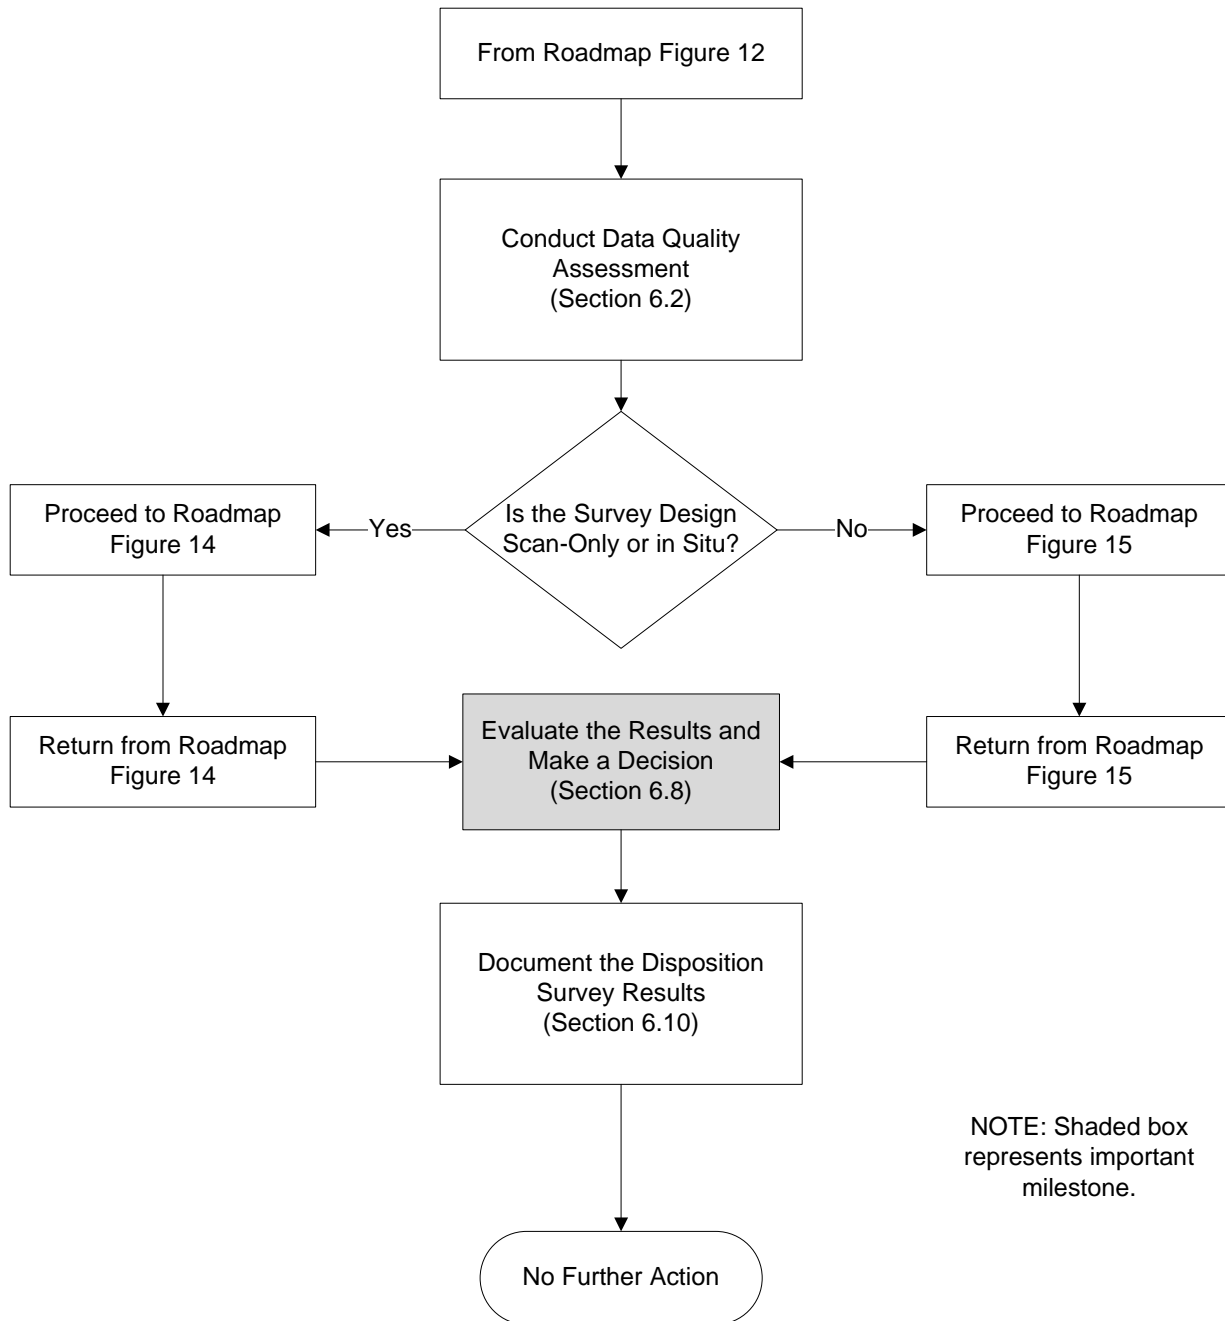 From Roadmap Figure 12
Conduct Data Quality
Assessment
(Section 6.2)
Is the Survey Design
Scan-Only or in Situ?
Yes
No
Proceed to Roadmap
Figure 14
Proceed to Roadmap
Figure 15
Return from Roadmap
Figure 14
Evaluate the Results and
Make a Decision
(Section 6.8)
Return from Roadmap
Figure 15
Document the Disposition
Survey Results
(Section 6.10)
NOTE: Shaded box
represents important
milestone.
No Further Action